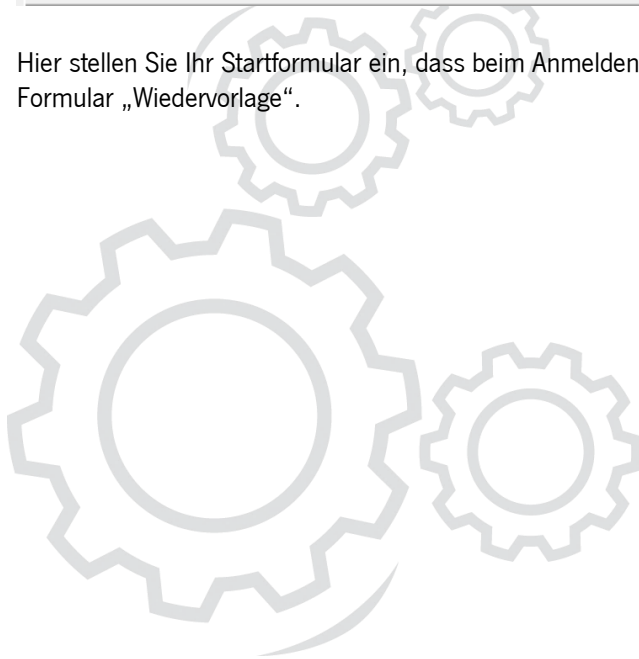 Hier stellen Sie Ihr Startformular ein, dass beim Anmelden
Formular „Wiedervorlage“.